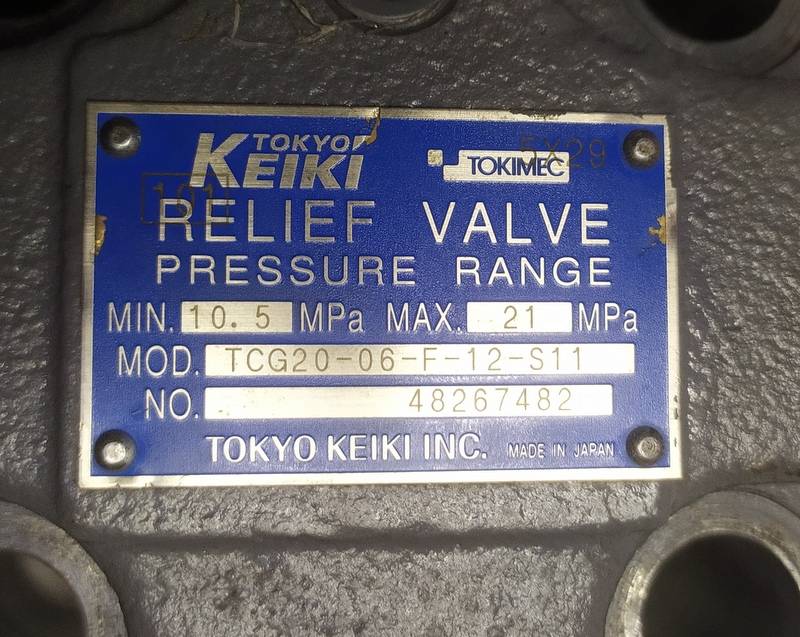 TOKYO
KEIKI
5X29
TOKIMEC
101
RELIEF VALVE
PRESSURE RANGE
MIN. 10.5 MPa MAX. 21 MPa
MOD. TCG20-06-F-12-S11
NO. 48267482
TOKYO KEIKI INC. MADE IN JAPAN